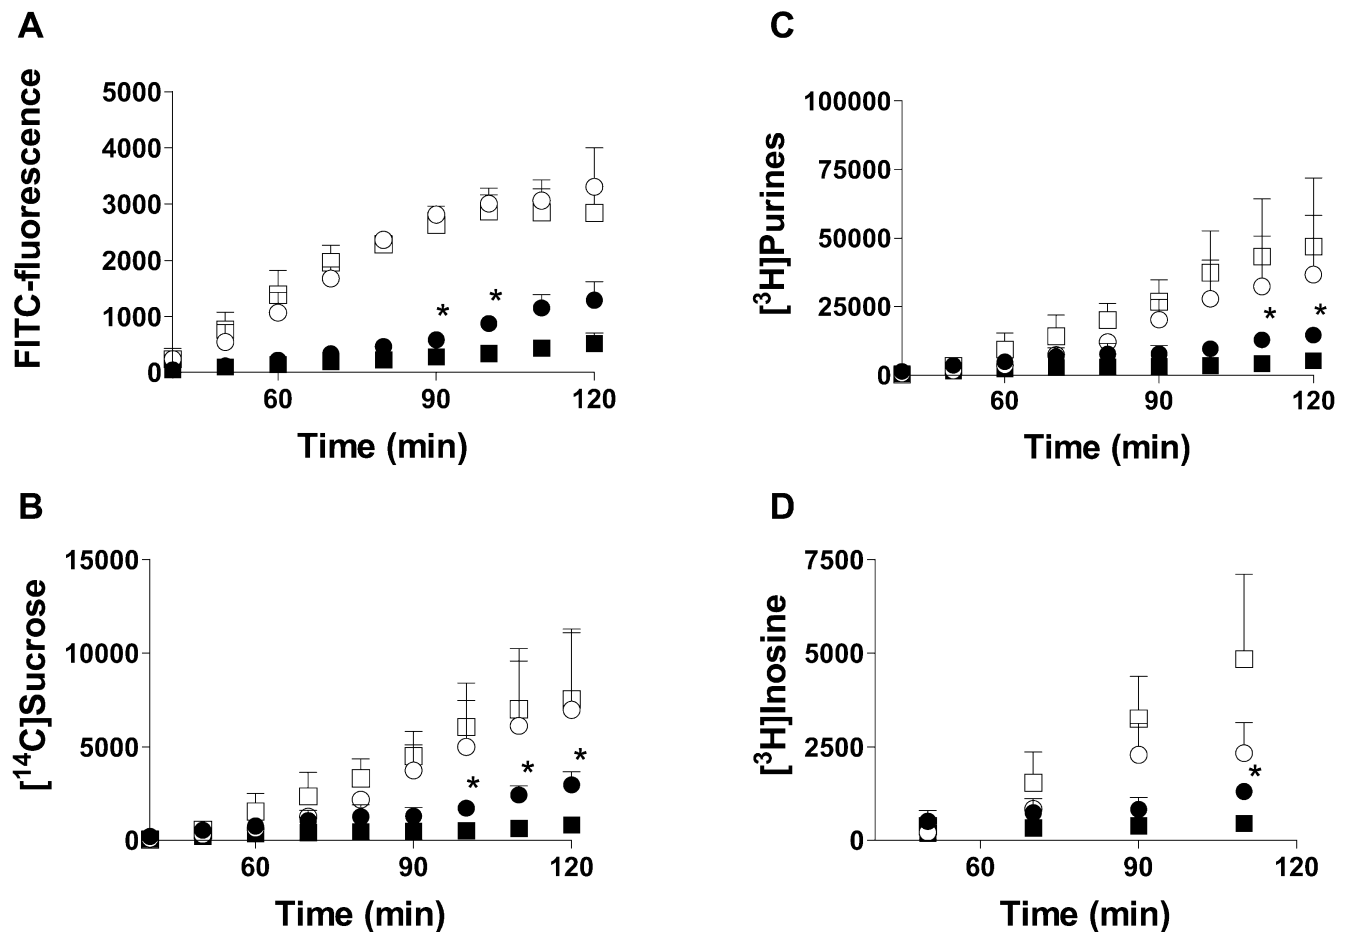 A
FITC-fluorescence
5000
4000
3000
2000
1000
0
* *
60 90 120
Time (min)
C
[³H]Purines
100000
75000
50000
25000
0
* *
60 90 120
Time (min)
B
[¹⁴C]Sucrose
15000
10000
5000
0
* * *
60 90 120
Time (min)
D
[³H]Inosine
7500
5000
2500
0
*
60 90 120
Time (min)